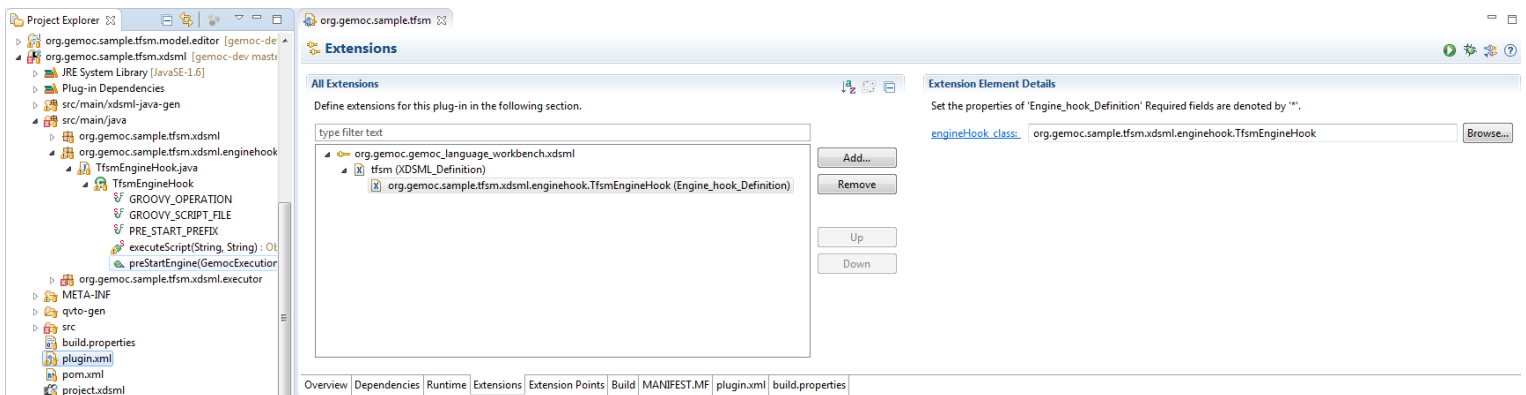 Project Explorer
org.gemoc.sample.tfsm.model.editor [gemoc-de
org.gemoc.sample.tfsm.xdsml [gemoc-dev maste
JRE System Library [JavaSE-1.6]
Plug-in Dependencies
src/main/xdsml-java-gen
src/main/java
org.gemoc.sample.tfsm.xdsml
org.gemoc.sample.tfsm.xdsml.enginehook
TfsmEngineHook.java
TfsmEngineHook
GROOVY_OPERATION
GROOVY_SCRIPT_FILE
PRE_START_PREFIX
executeScript(String, String) : Ob
preStartEngine(GemocExecution
org.gemoc.sample.tfsm.xdsml.executor
META-INF
qvto-gen
src
build.properties
plugin.xml
pom.xml
project.xdsml
org.gemoc.sample.tfsm
Extensions
All Extensions
Define extensions for this plug-in in the following section.
type filter text
org.gemoc.gemoc_language_workbench.xdsml
tfsm (XDSML_Definition)
org.gemoc.sample.tfsm.xdsml.enginehook.TfsmEngineHook (Engine_hook_Definition)
Add...
Remove
Up
Down
Extension Element Details
Set the properties of 'Engine_hook_Definition' Required fields are denoted by '*'.
engineHook_class: org.gemoc.sample.tfsm.xdsml.enginehook.TfsmEngineHook Browse...
Overview Dependencies Runtime Extensions Extension Points Build MANIFEST.MF plugin.xml build.properties